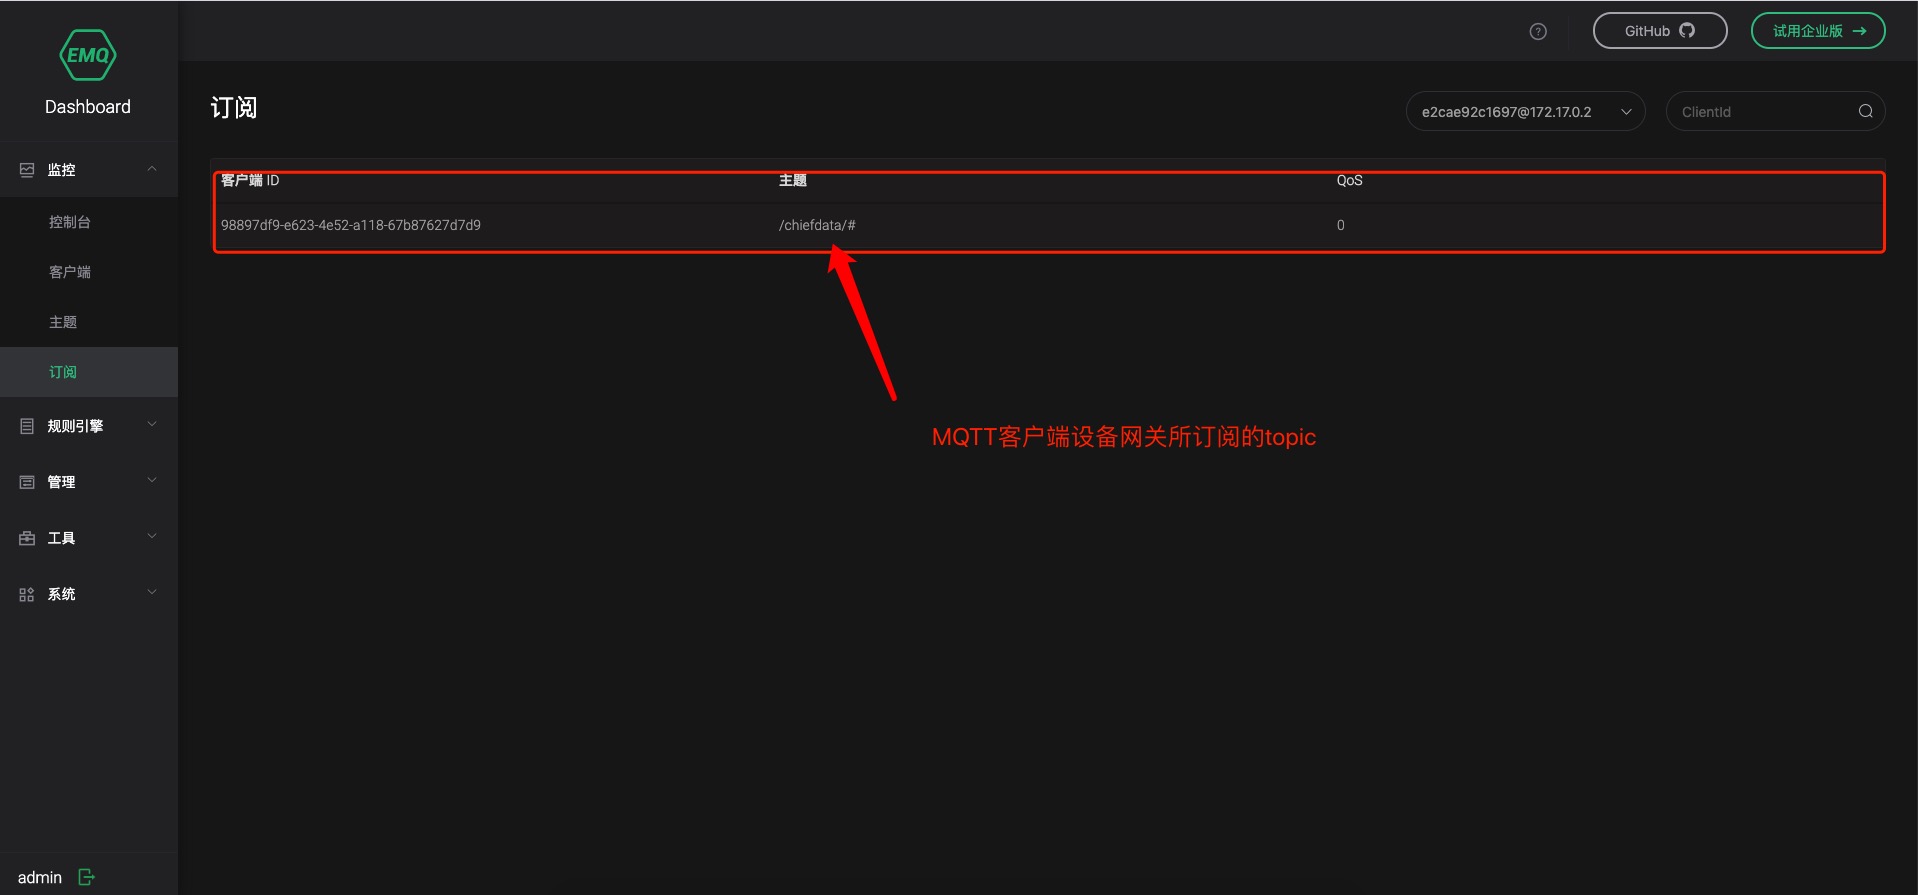 EMQ
Dashboard
监控
控制台
客户端
主题
订阅
规则引擎
管理
工具
系统
admin
?
GitHub
试用企业版 →
订阅
e2cae92c1697@172.17.0.2
ClientId
客户端 ID 主题 QoS
98897df9-e623-4e52-a118-67b87627d7d9 /chiefdata/# 0
MQTT客户端设备网关所订阅的topic